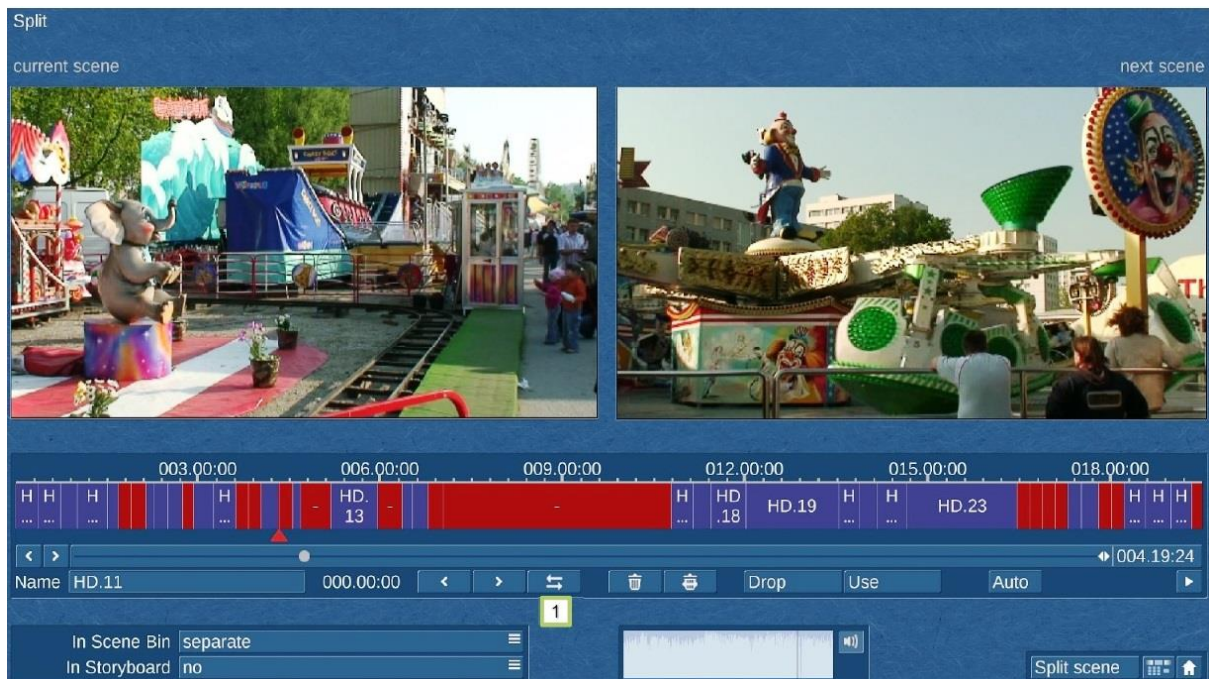 Split
current scene
next scene
003.00:00 006.00:00 009.00:00 012.00:00 015.00:00 018.00:00
H H H H HD. H HD H H H H H
... ... ... ... - 13 - - ... .18 HD.19 ... ... HD.23 ... ... ...
004.19:24
Name HD.11 000.00:00 Drop Use Auto
1
In Scene Bin separate
In Storyboard no
Split scene